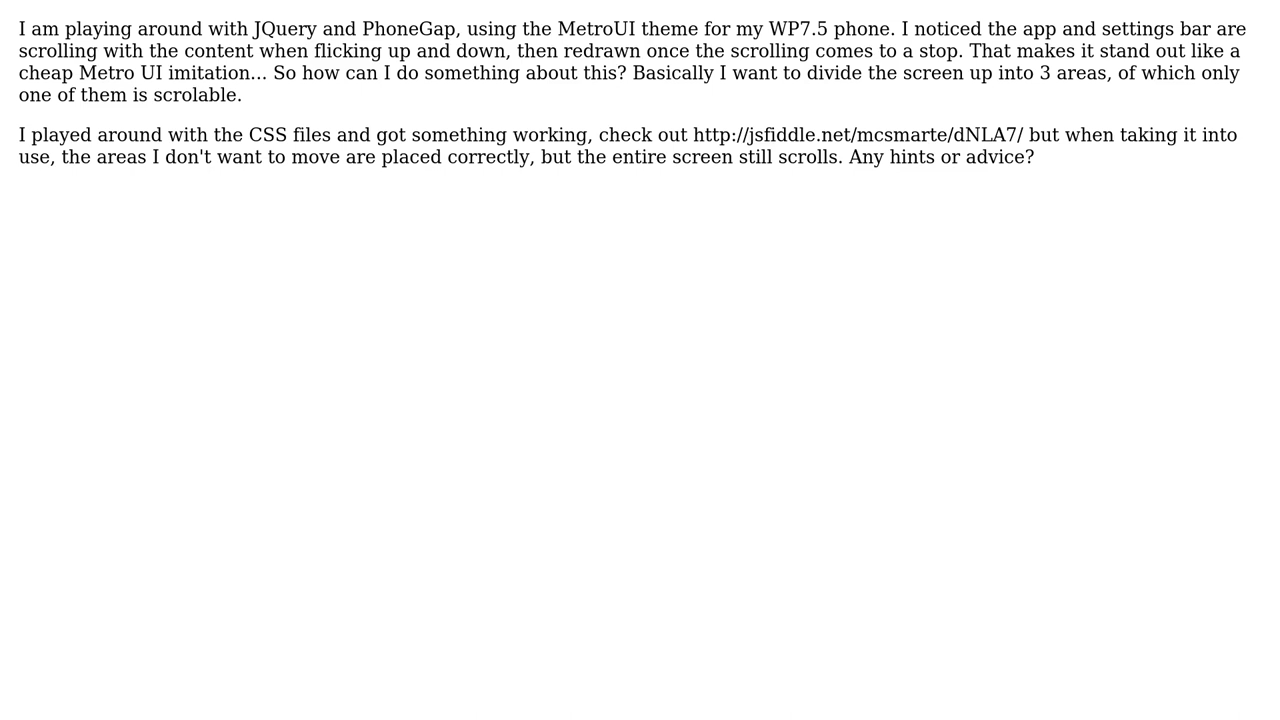 I am playing around with JQuery and PhoneGap, using the MetroUI theme for my WP7.5 phone. I noticed the app and settings bar are
scrolling with the content when flicking up and down, then redrawn once the scrolling comes to a stop. That makes it stand out like a
cheap Metro UI imitation... So how can I do something about this? Basically I want to divide the screen up into 3 areas, of which only
one of them is scrolable.
I played around with the CSS files and got something working, check out http://jsfiddle.net/mcsmarte/dNLA7/ but when taking it into
use, the areas I don't want to move are placed correctly, but the entire screen still scrolls. Any hints or advice?